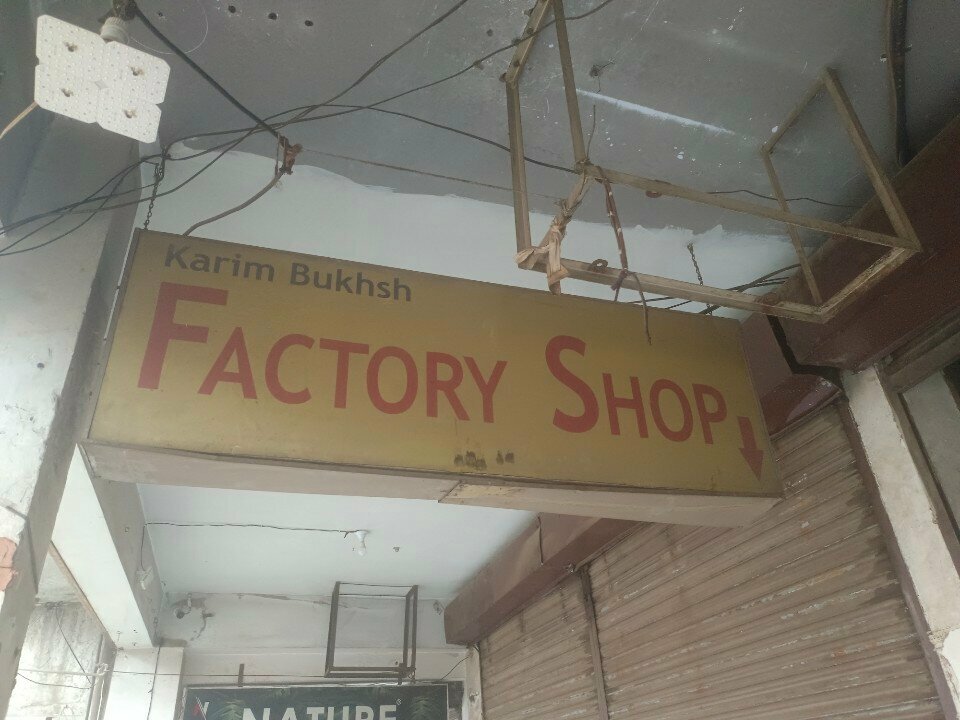 Karim Bukhsh
FACTORY SHOP
NATURE